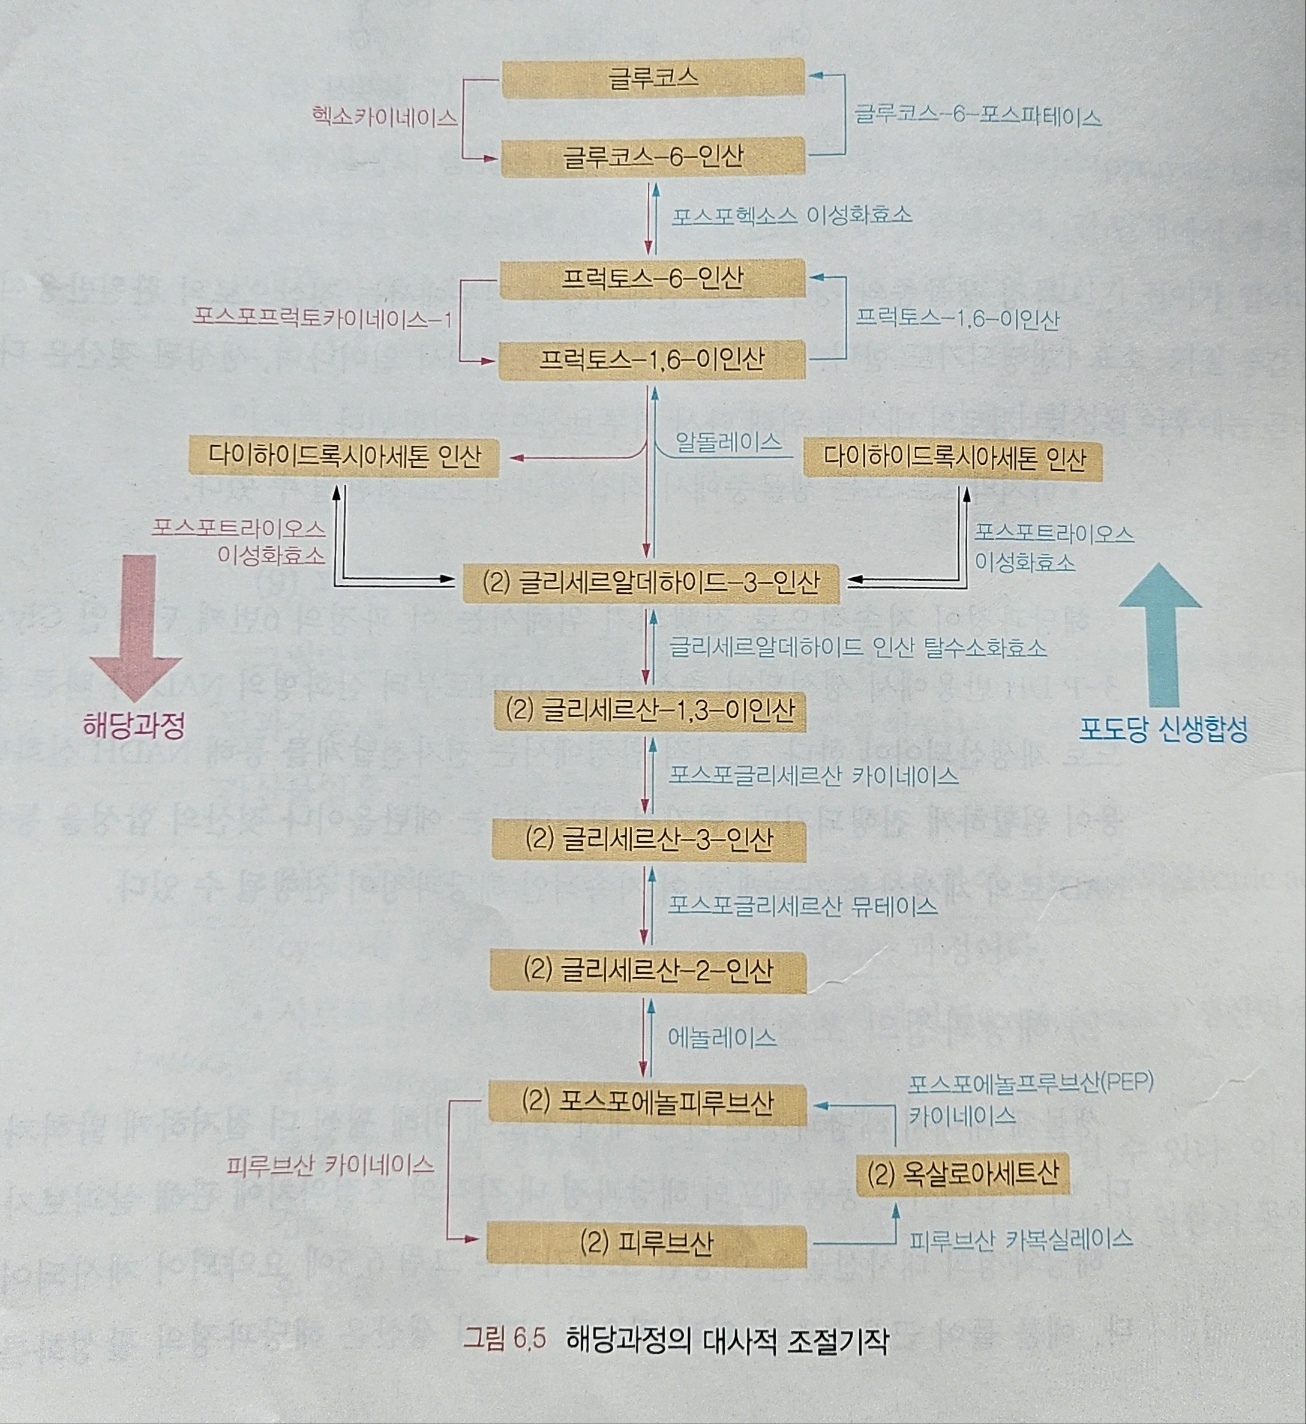 글루코스
헥소카이네이스
글루코스-6-포스파테이스
글루코스-6-인산
포스포헥소스 이성화효소
프럭토스-6-인산
포스포프럭토카이네이스-1
프럭토스-1,6-이인산
프럭토스-1,6-이인산
알돌레이스
다이하이드록시아세톤 인산
다이하이드록시아세톤 인산
포스포트라이오스
이성화효소
포스포트라이오스
이성화효소
(2) 글리세르알데하이드-3-인산
글리세르알데하이드 인산 탈수소화효소
(2) 글리세르산-1,3-이인산
해당과정
포도당 신생합성
포스포글리세르산 카이네이스
(2) 글리세르산-3-인산
포스포글리세르산 뮤테이스
(2) 글리세르산-2-인산
에놀레이스
(2) 포스포에놀피루브산
포스포에놀프루브산(PEP)
카이네이스
피루브산 카이네이스
(2) 옥살로아세트산
(2) 피루브산
피루브산 카복실레이스
그림 6.5 해당과정의 대사적 조절기작